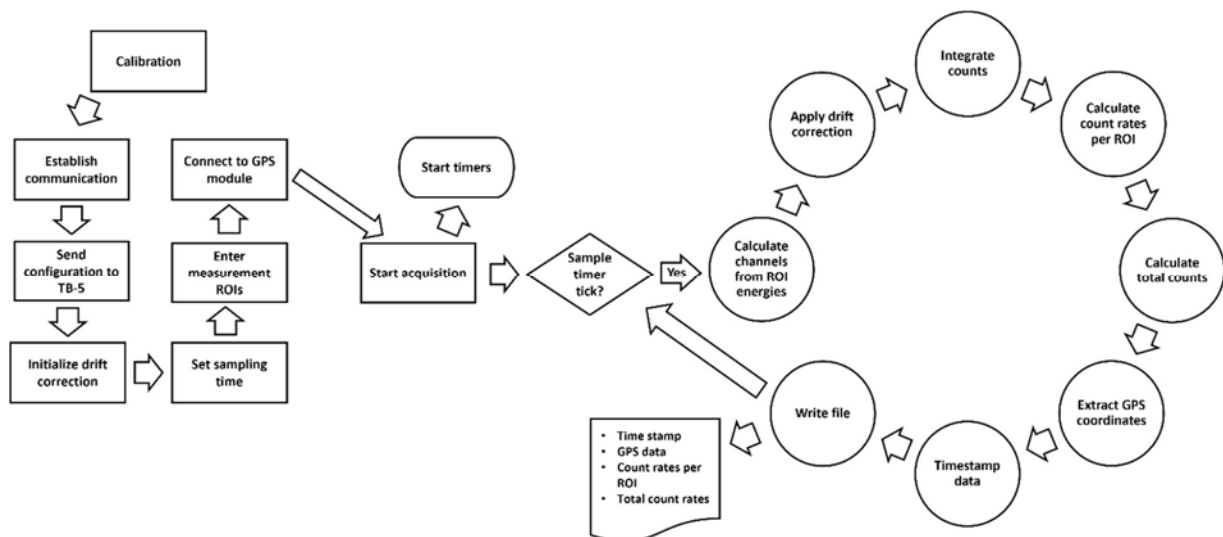 Calibration
Establish
communication
Send
configuration to
TB-5
Initialize drift
correction
Set sampling
time
Enter
measurement
ROIs
Connect to GPS
module
Start acquisition
Start timers
Sample
timer
tick?
Yes
Calculate
channels
from ROI
energies
Apply drift
correction
Integrate
counts
Calculate
count rates
per ROI
Calculate
total counts
Extract GPS
coordinates
Timestamp
data
Write file
• Time stamp
• GPS data
• Count rates per
ROI
• Total count rates